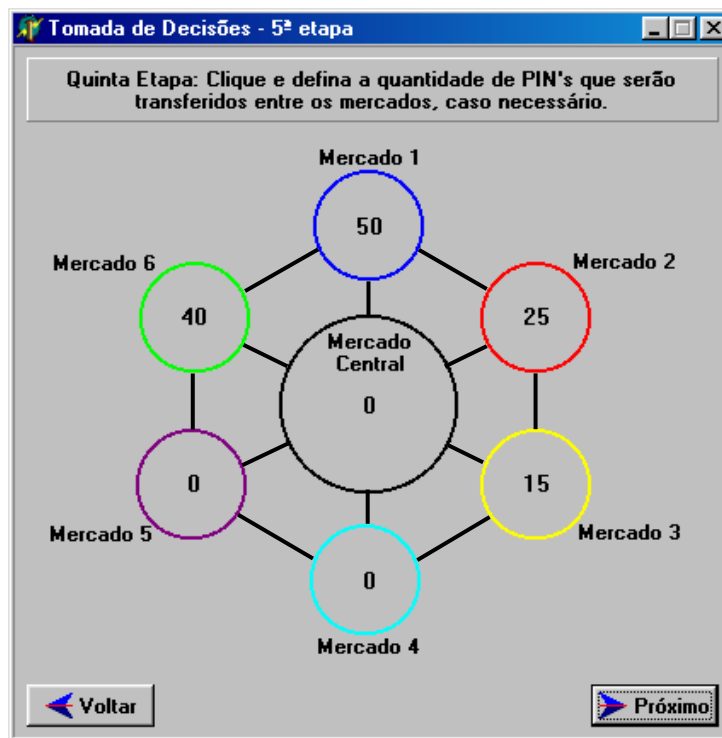 Tomada de Decisões - 5ª etapa
Quinta Etapa: Clique e defina a quantidade de PIN's que serão
transferidos entre os mercados, caso necessário.
Mercado 1
50
Mercado 6
Mercado 2
40
25
Mercado
Central
0
0
15
Mercado 5
Mercado 3
0
Mercado 4
Voltar
Próximo